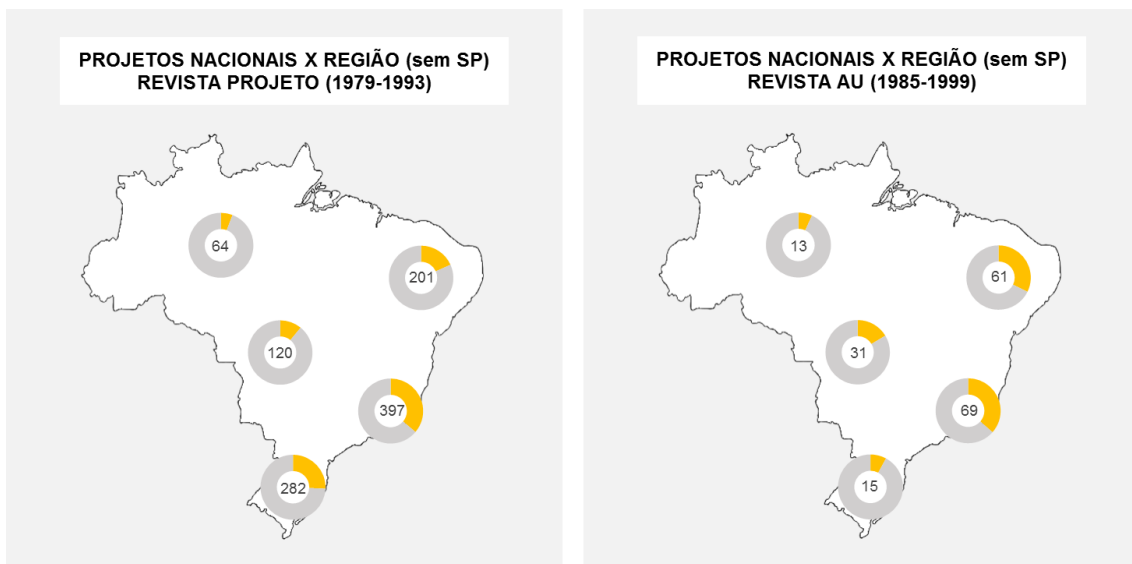 PROJETOS NACIONAIS X REGIÃO (sem SP)
REVISTA PROJETO (1979-1993)
64
201
120
397
282
PROJETOS NACIONAIS X REGIÃO (sem SP)
REVISTA AU (1985-1999)
13
61
31
69
15